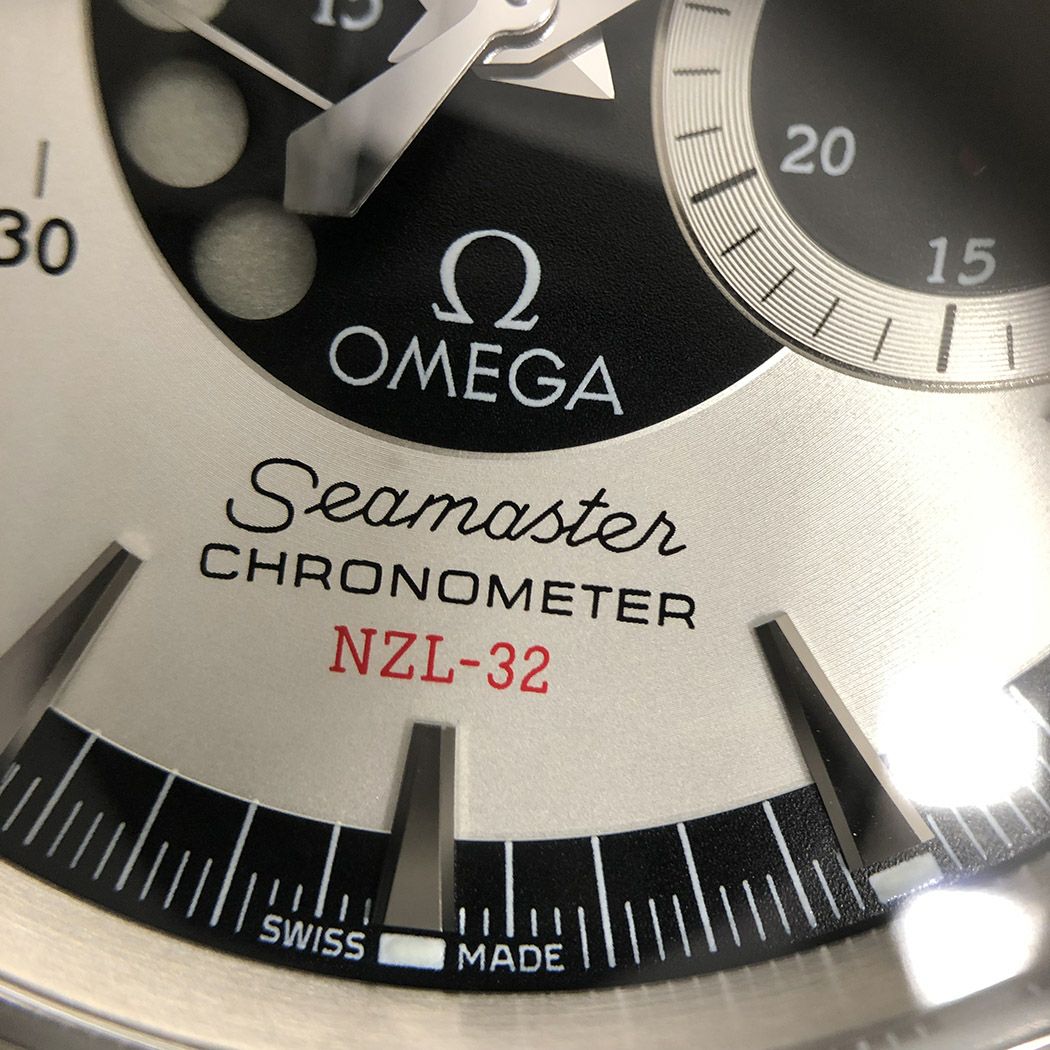 15
20
30
15
Ω
OMEGA
Seamaster
CHRONOMETER
NZL-32
SWISS MADE